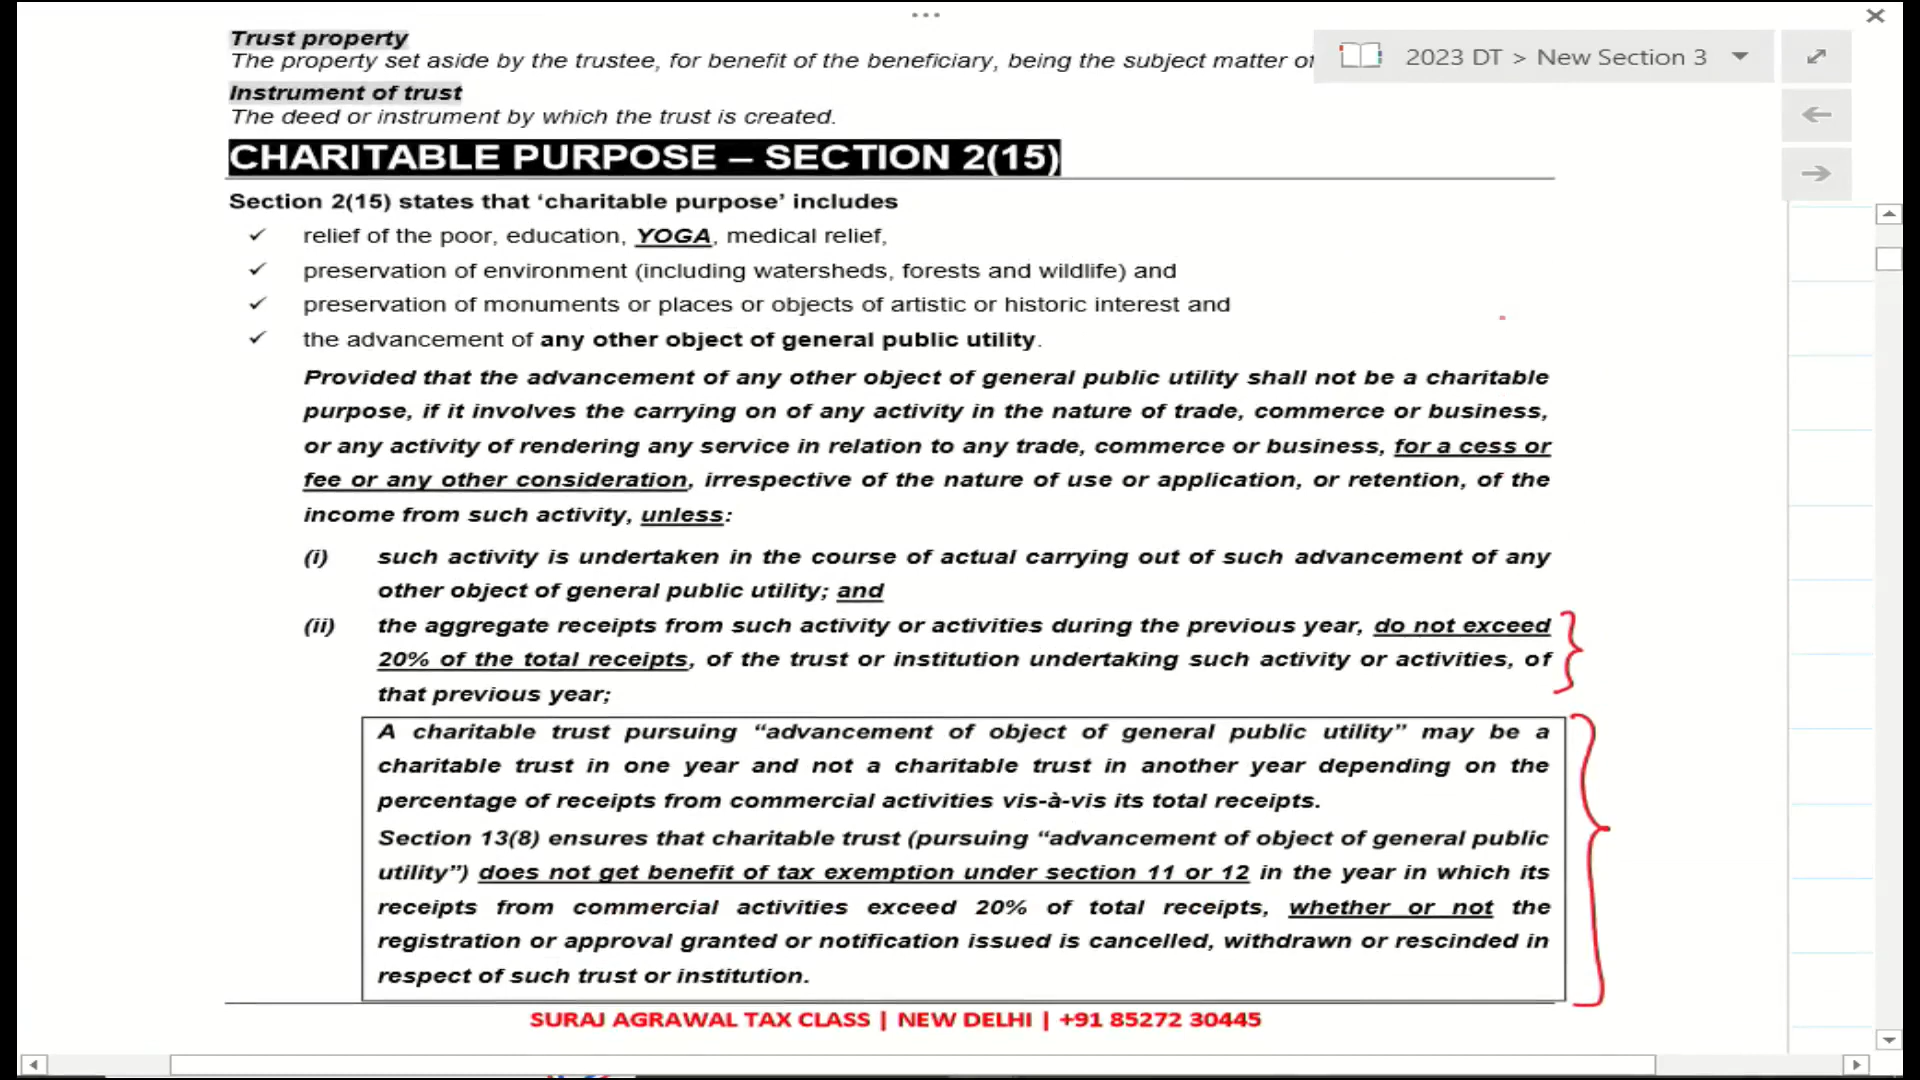 Trust property
The property set aside by the trustee, for benefit of the beneficiary, being the subject matter of
2023 DT > New Section 3
Instrument of trust
The deed or instrument by which the trust is created.
CHARITABLE PURPOSE – SECTION 2(15)
Section 2(15) states that ‘charitable purpose’ includes
✓ relief of the poor, education, YOGA, medical relief,
✓ preservation of environment (including watersheds, forests and wildlife) and
✓ preservation of monuments or places or objects of artistic or historic interest and
✓ the advancement of any other object of general public utility.
Provided that the advancement of any other object of general public utility shall not be a charitable
purpose, if it involves the carrying on of any activity in the nature of trade, commerce or business,
or any activity of rendering any service in relation to any trade, commerce or business, for a cess or
fee or any other consideration, irrespective of the nature of use or application, or retention, of the
income from such activity, unless:
(i) such activity is undertaken in the course of actual carrying out of such advancement of any
other object of general public utility; and
(ii) the aggregate receipts from such activity or activities during the previous year, do not exceed
20% of the total receipts, of the trust or institution undertaking such activity or activities, of
that previous year;
A charitable trust pursuing “advancement of object of general public utility” may be a
charitable trust in one year and not a charitable trust in another year depending on the
percentage of receipts from commercial activities vis-à-vis its total receipts.
Section 13(8) ensures that charitable trust (pursuing “advancement of object of general public
utility”) does not get benefit of tax exemption under section 11 or 12 in the year in which its
receipts from commercial activities exceed 20% of total receipts, whether or not the
registration or approval granted or notification issued is cancelled, withdrawn or rescinded in
respect of such trust or institution.
SURAJ AGRAWAL TAX CLASS | NEW DELHI | +91 85272 30445